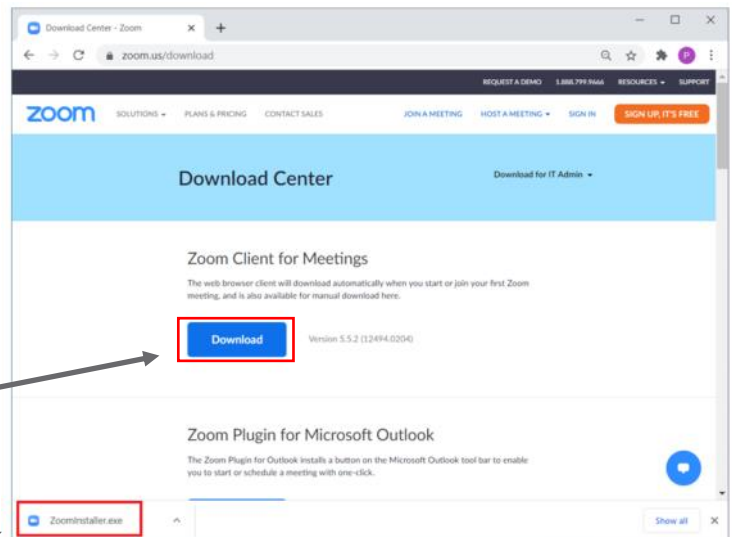 Download Center - Zoom
zoom.us/download
P
REQUEST A DEMO 1.888.799.9666 RESOURCES SUPPORT
zoom SOLUTIONS PLANS & PRICING CONTACT SALES JOIN A MEETING HOST A MEETING SIGN IN SIGN UP, IT'S FREE
Download Center Download for IT Admin
Zoom Client for Meetings
The web browser client will download automatically when you start or join your first Zoom
meeting, and is also available for manual download here.
Download Version 5.5.2 (12494.0204)
Zoom Plugin for Microsoft Outlook
The Zoom Plugin for Outlook installs a button on the Microsoft Outlook tool bar to enable
you to start or schedule a meeting with one-click.
ZoomInstaller.exe Show all